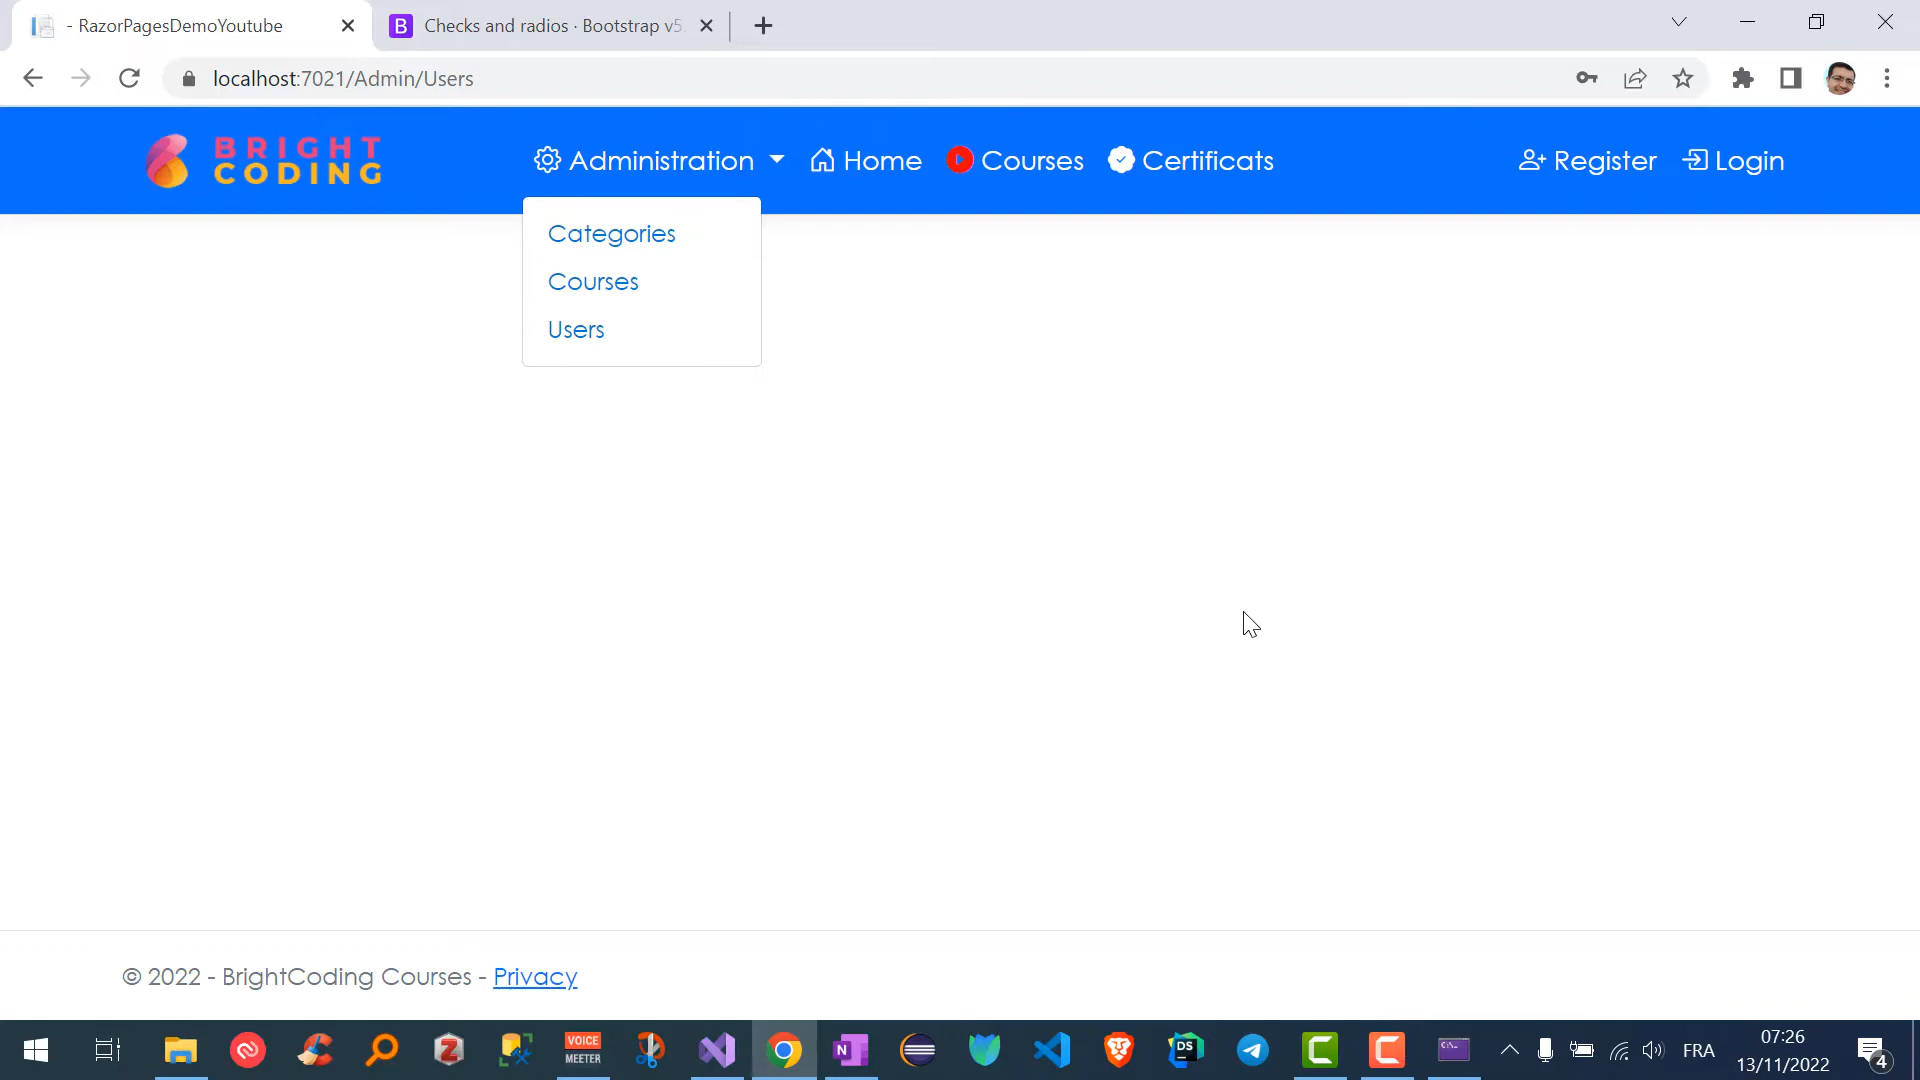 - RazorPagesDemoYoutube
B
Checks and radios · Bootstrap v5
localhost:7021/Admin/Users
BRIGHT
CODING
Administration
Home
Courses
Certificats
Register
Login
Categories
Courses
Users
© 2022 - BrightCoding Courses - Privacy
VOICE
MEETER
Z
N
DS
C
C
C:\.
FRA
07:26
13/11/2022
4